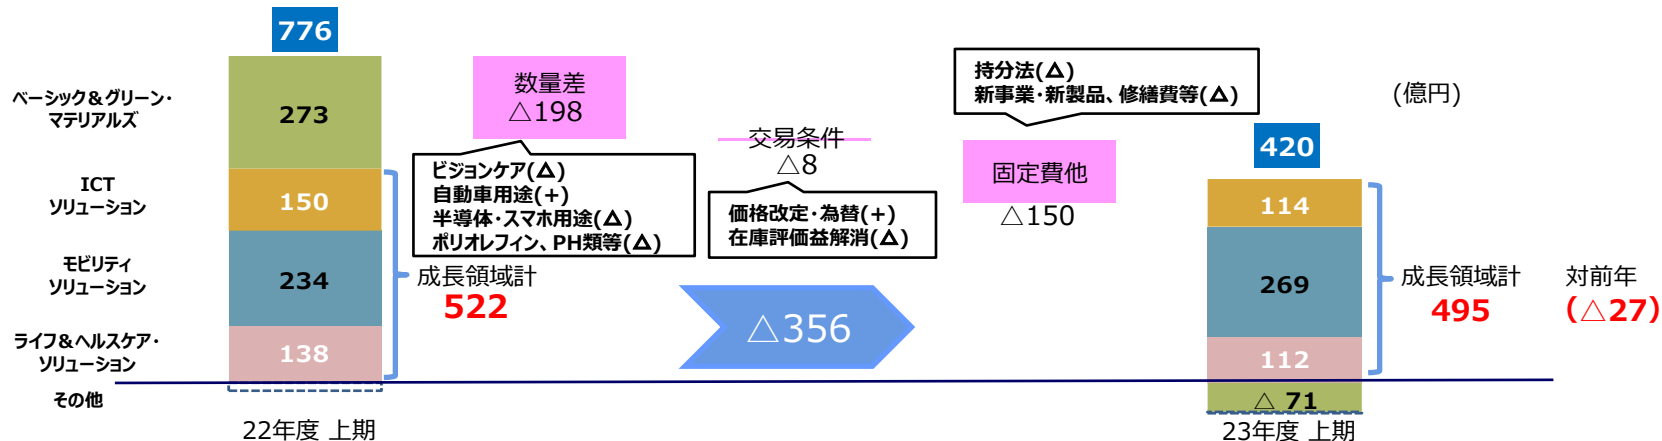 776
ベーシック＆グリーン・
マテリアルズ
273
ICT
ソリューション
150
モビリティ
ソリューション
234
ライフ＆ヘルスケア・
ソリューション
138
その他
22年度 上期
成長領域計
522
数量差
△198
ビジョンケア(△)
自動車用途(+)
半導体・スマホ用途(△)
ポリオレフィン、PH類等(△)
交易条件
△8
価格改定・為替(+)
在庫評価益解消(△)
△356
持分法(△)
新事業・新製品、修繕費等(△)
固定費他
△150
(億円)
420
114
269
112
△ 71
23年度 上期
成長領域計
495
対前年
(△27)